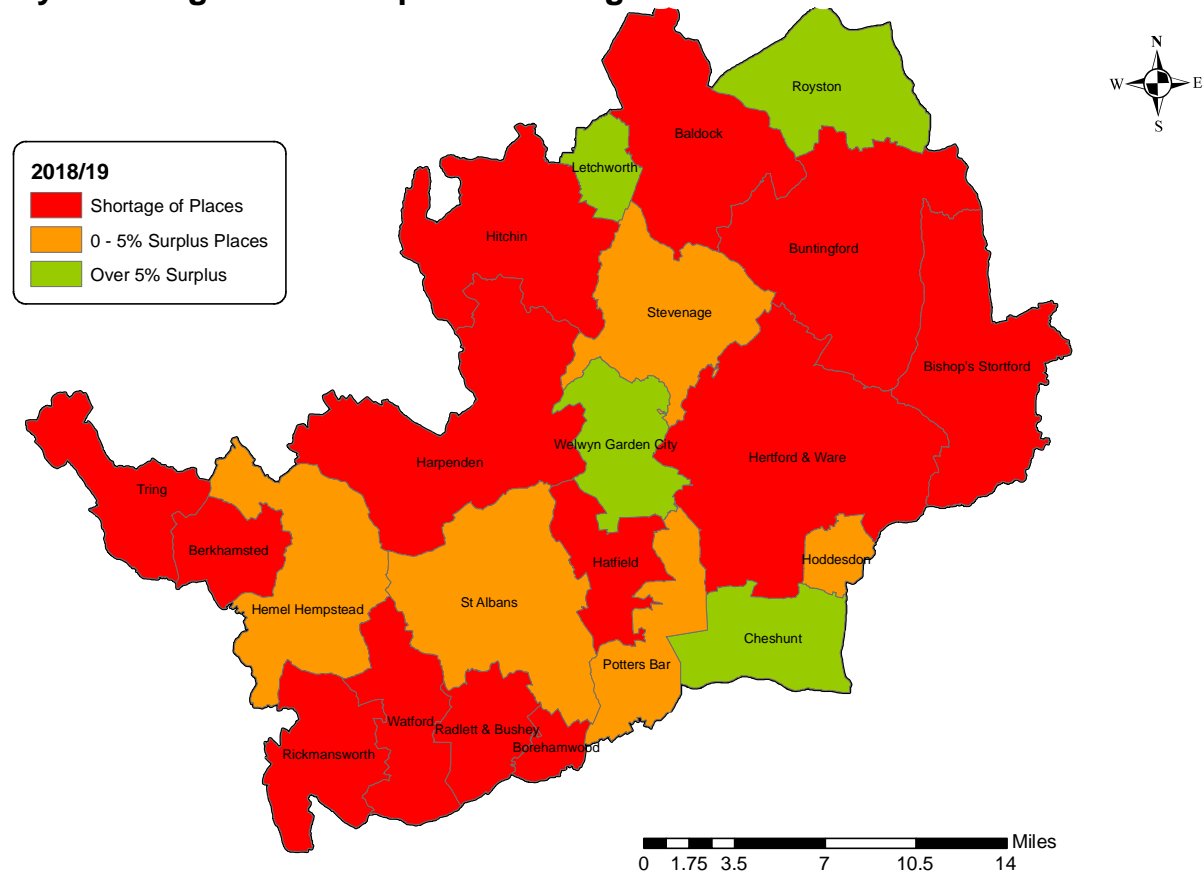 N
W E
S
2018/19
Shortage of Places
0 - 5% Surplus Places
Over 5% Surplus
Royston
Baldock
Letchworth
Hitchin
Buntingford
Stevenage
Bishop's Stortford
Welwyn Garden City
Harpenden
Hertford & Ware
Tring
Berkhamsted
Hatfield
Hoddesdon
Hemel Hempstead
St Albans
Cheshunt
Potters Bar
Watford
Radlett & Bushey
Borehamwood
Rickmansworth
Miles
0 1.75 3.5 7 10.5 14